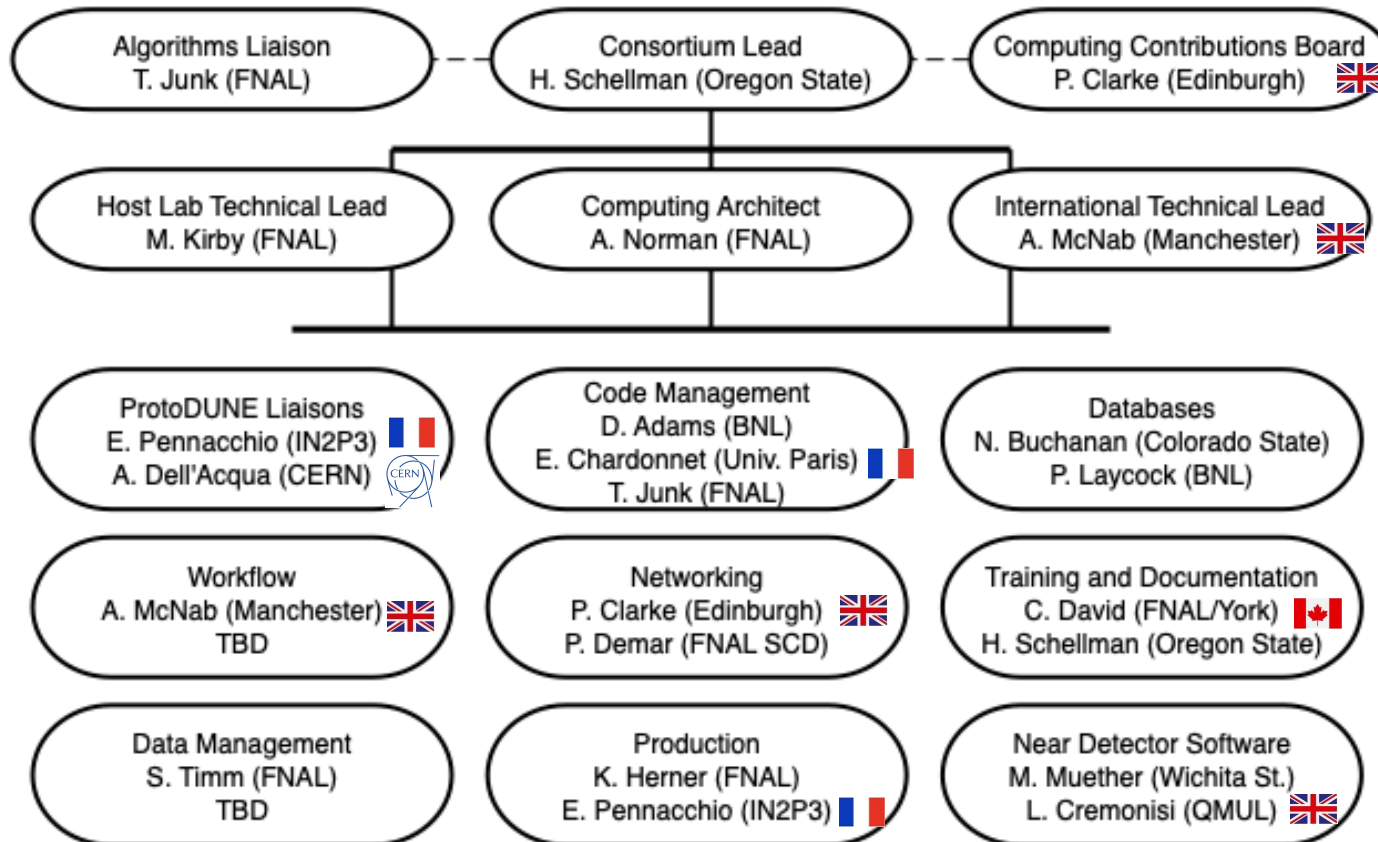 Algorithms Liaison
T. Junk (FNAL)
Consortium Lead
H. Schellman (Oregon State)
Computing Contributions Board
P. Clarke (Edinburgh)
Host Lab Technical Lead
M. Kirby (FNAL)
Computing Architect
A. Norman (FNAL)
International Technical Lead
A. McNab (Manchester)
ProtoDUNE Liaisons
E. Pennacchio (IN2P3)
A. Dell'Acqua (CERN)
CERN
Code Management
D. Adams (BNL)
E. Chardonnet (Univ. Paris)
T. Junk (FNAL)
Databases
N. Buchanan (Colorado State)
P. Laycock (BNL)
Workflow
A. McNab (Manchester)
TBD
Networking
P. Clarke (Edinburgh)
P. Demar (FNAL SCD)
Training and Documentation
C. David (FNAL/York)
H. Schellman (Oregon State)
Data Management
S. Timm (FNAL)
TBD
Production
K. Herner (FNAL)
E. Pennacchio (IN2P3)
Near Detector Software
M. Muether (Wichita St.)
L. Cremonisi (QMUL)